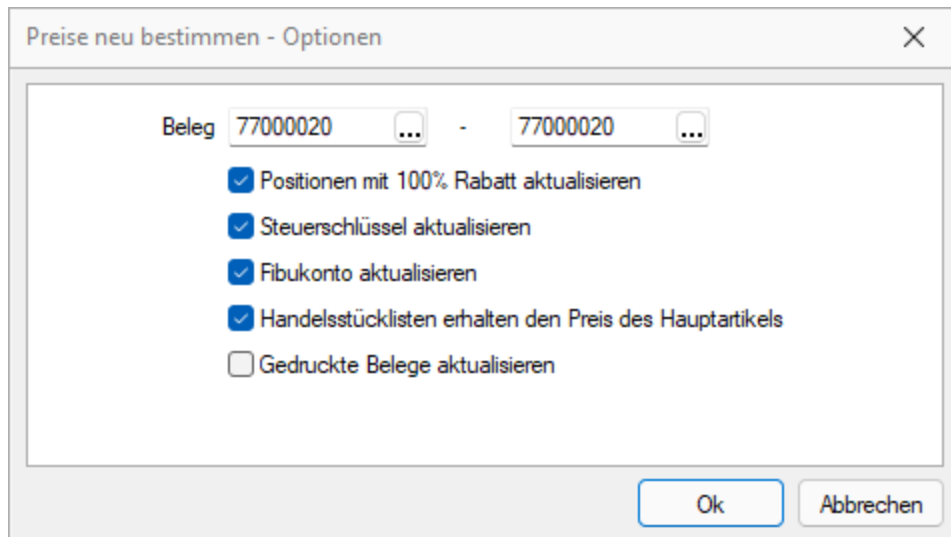 Preise neu bestimmen - Optionen
Beleg 77000020 ... - 77000020 ...
Positionen mit 100% Rabatt aktualisieren
Steuerschlüssel aktualisieren
Fibukonto aktualisieren
Handelsstücklisten erhalten den Preis des Hauptartikels
Gedruckte Belege aktualisieren
Ok Abbrechen